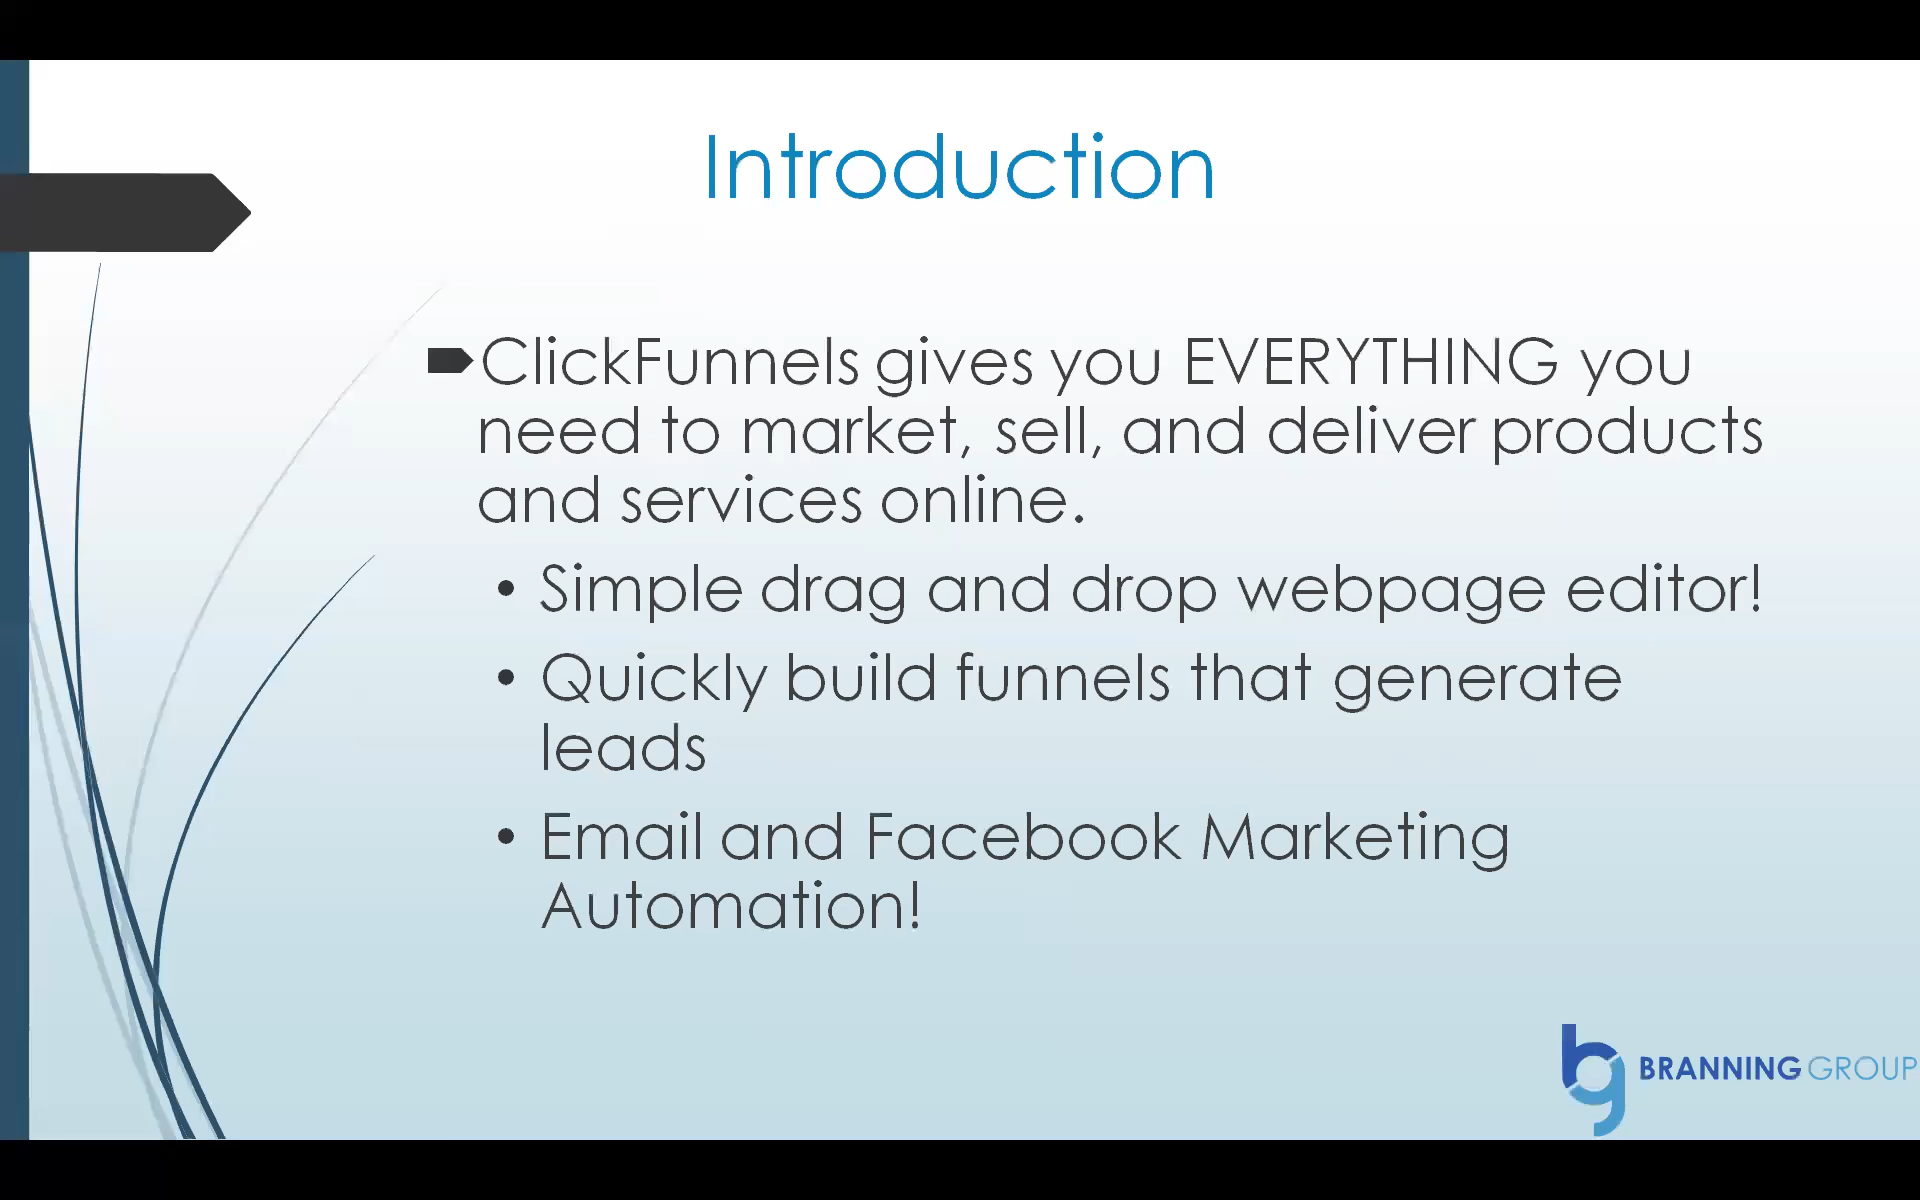 Introduction
ClickFunnels gives you EVERYTHING you
need to market, sell, and deliver products
and services online.
• Simple drag and drop webpage editor!
• Quickly build funnels that generate
leads
• Email and Facebook Marketing
Automation!
bg BRANNING GROUP